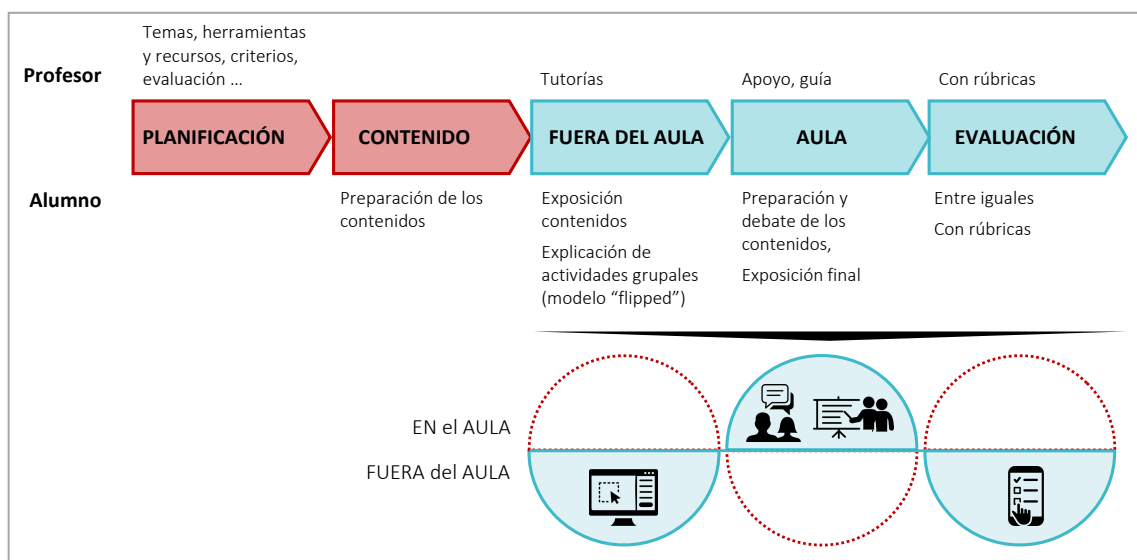 Temas, herramientas
y recursos, criterios,
evaluación ...
Profesor
Tutorías
Apoyo, guía
Con rúbricas
PLANIFICACIÓN
CONTENIDO
FUERA DEL AULA
AULA
EVALUACIÓN
Alumno
Preparación de los
contenidos
Exposición
contenidos
Explicación de
actividades grupales
(modelo “flipped”)
Preparación y
debate de los
contenidos,
Exposición final
Entre iguales
Con rúbricas
EN el AULA
FUERA del AULA